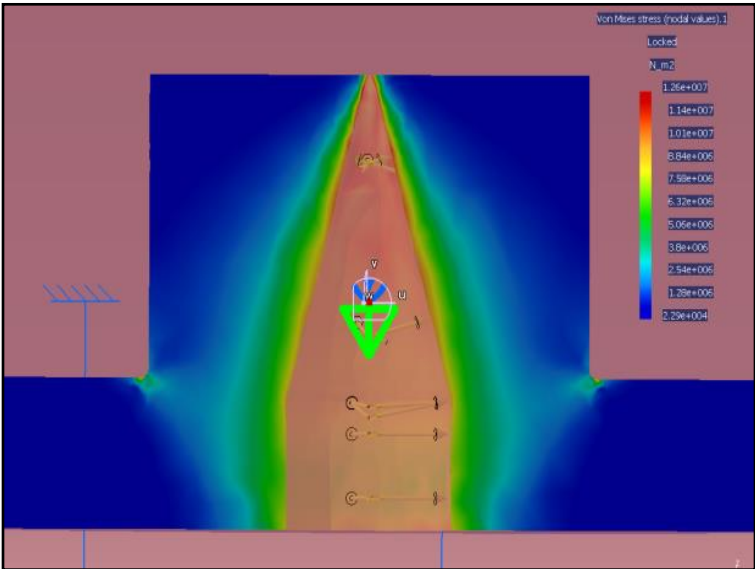 Von Mises stress (nodal values).1
Locked
N_m2
1.26e+007
1.14e+007
1.01e+007
8.84e+006
7.58e+006
6.32e+006
5.06e+006
3.8e+006
2.54e+006
1.28e+006
2.29e+004
v
w
u
z